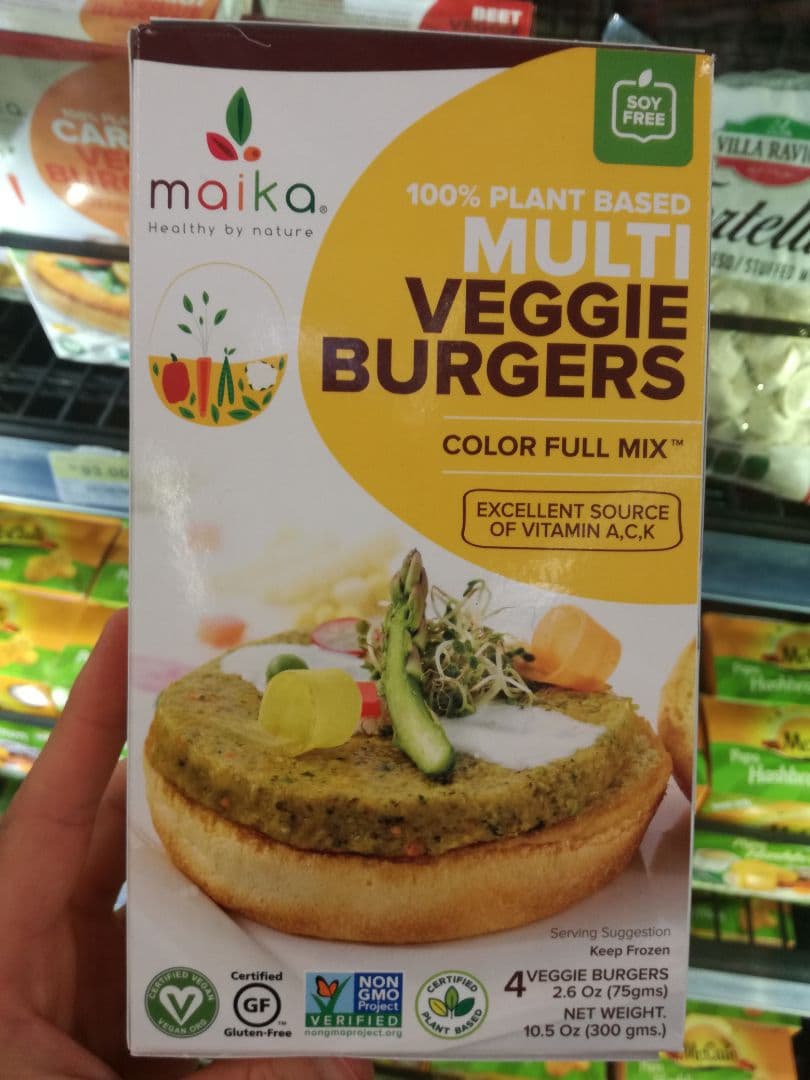 BEET
CAR
VILLA RAVI
SOY
FREE
maika®
Healthy by nature
100% PLANT BASED
MULTI
VEGGIE
BURGERS
COLOR FULL MIX™
EXCELLENT SOURCE
OF VITAMIN A,C,K
Serving Suggestion
Keep Frozen
4 VEGGIE BURGERS
2.6 Oz (75gms)
NET WEIGHT.
10.5 Oz (300 gms.)
CERTIFIED VEGAN
VEGAN.ORG
Certified
GF™
Gluten-Free
NON
GMO
Project
VERIFIED
nongmoproject.org
CERTIFIED
PLANT BASED